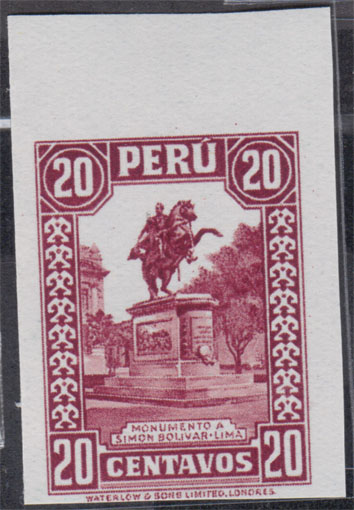 20 PERÚ 20
MONUMENTO A
SIMON BOLIVAR·LIMA
20 CENTAVOS 20
WATERLOW & SONS LIMITED, LONDRES.